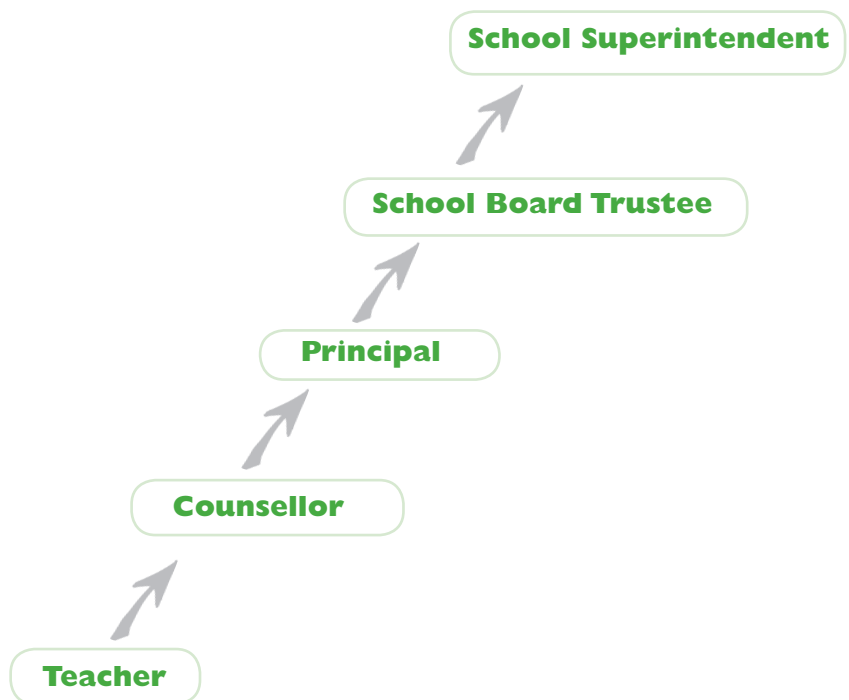 School Superintendent
School Board Trustee
Principal
Counsellor
Teacher